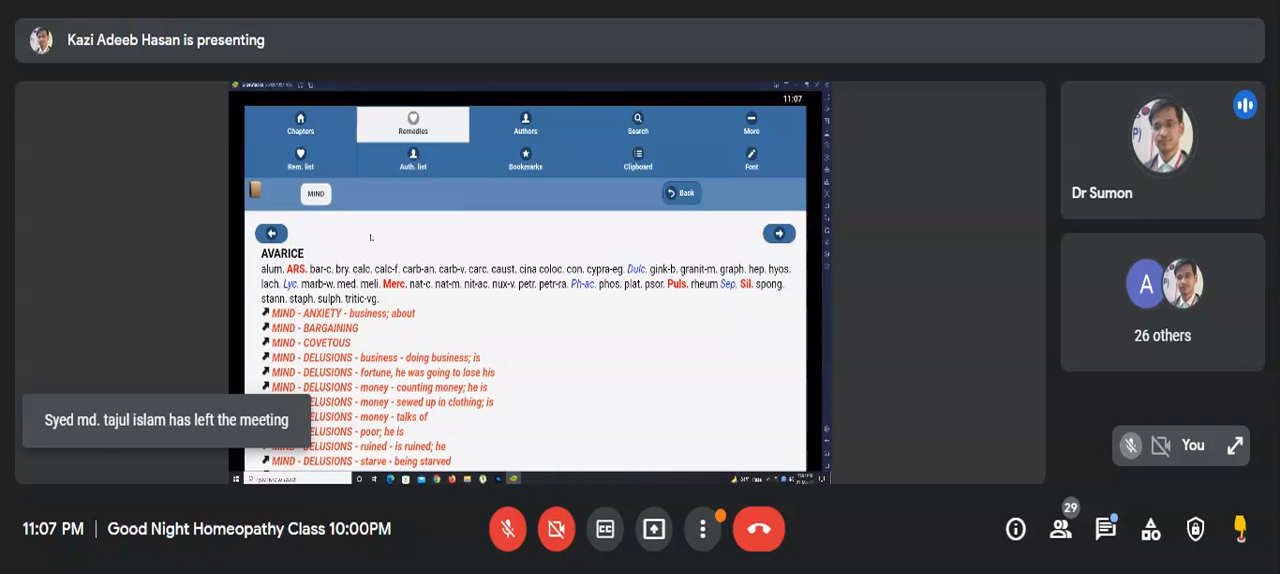 Kazi Adeeb Hasan is presenting
11:07
Chapters
Remedies
Authors
Search
More
Rem. list
Auth. list
Bookmarks
Clipboard
Font
MIND
Back
AVARICE
alum. ARS. bar-c. bry. calc. calc-f. carb-an. carb-v. carc. caust. cina coloc. con. cypra-eg. Dulc. gink-b. granit-m. graph. hep. hyos.
lach. Lyc. marb-w. med. meli. Merc. nat-c. nat-m. nit-ac. nux-v. petr. petr-ra. Ph-ac. phos. plat. psor. Puls. rheum Sep. Sil. spong.
stann. staph. sulph. tritic-vg.
MIND - ANXIETY - business; about
MIND - BARGAINING
MIND - COVETOUS
MIND - DELUSIONS - business - doing business; is
MIND - DELUSIONS - fortune, he was going to lose his
MIND - DELUSIONS - money - counting money; he is
ELUSIONS - money - sewed up in clothing; is
ELUSIONS - money - talks of
ELUSIONS - poor; he is
ELUSIONS - ruined - is ruined; he
MIND - DELUSIONS - starve - being starved
Type here to search
Syed md. tajul islam has left the meeting
P)
Dr Sumon
A
26 others
You
11:07 PM | Good Night Homeopathy Class 10:00PM
CC
29